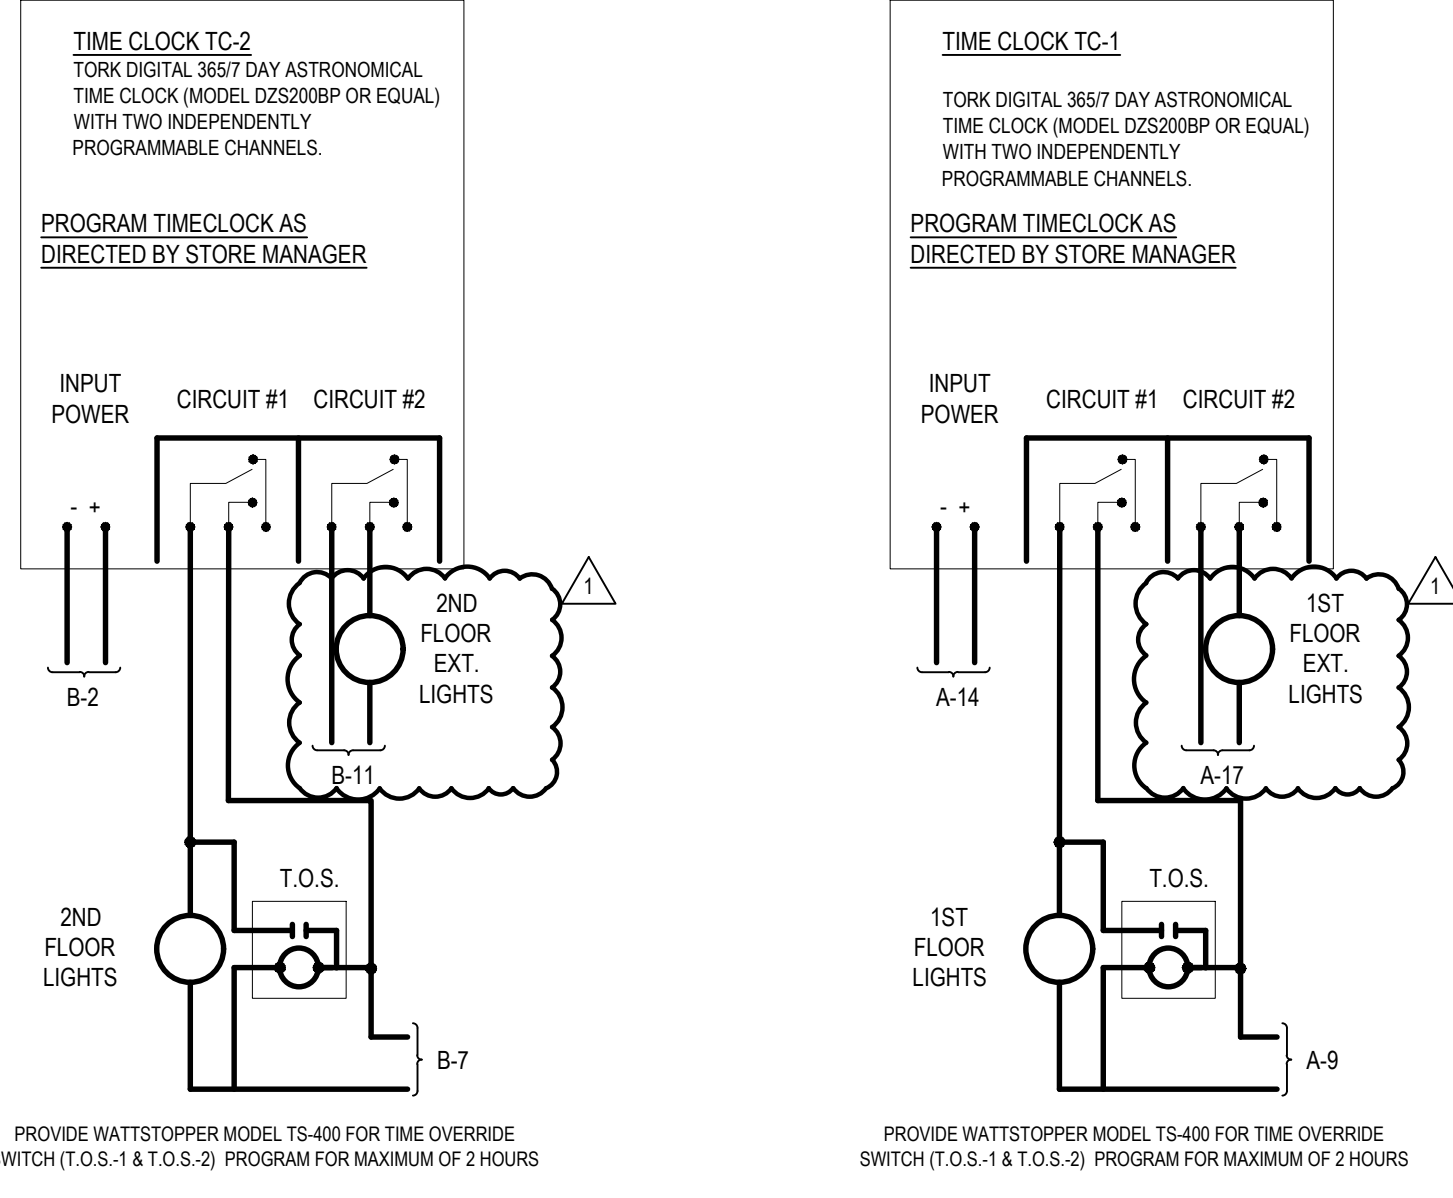 TIME CLOCK TC-2
TORK DIGITAL 365/7 DAY ASTRONOMICAL
TIME CLOCK (MODEL DZS200BP OR EQUAL)
WITH TWO INDEPENDENTLY
PROGRAMMABLE CHANNELS.
PROGRAM TIMECLOCK AS
DIRECTED BY STORE MANAGER
INPUT
POWER
CIRCUIT #1
CIRCUIT #2
- +
B-2
2ND
FLOOR
EXT.
LIGHTS
1
B-11
T.O.S.
2ND
FLOOR
LIGHTS
B-7
PROVIDE WATTSTOPPER MODEL TS-400 FOR TIME OVERRIDE
(T.O.S.-1 & T.O.S.-2) PROGRAM FOR MAXIMUM OF 2 HOURS
TIME CLOCK TC-1
TORK DIGITAL 365/7 DAY ASTRONOMICAL
TIME CLOCK (MODEL DZS200BP OR EQUAL)
WITH TWO INDEPENDENTLY
PROGRAMMABLE CHANNELS.
PROGRAM TIMECLOCK AS
DIRECTED BY STORE MANAGER
INPUT
POWER
CIRCUIT #1
CIRCUIT #2
- +
A-14
1ST
FLOOR
EXT.
LIGHTS
1
A-17
T.O.S.
1ST
FLOOR
LIGHTS
A-9
PROVIDE WATTSTOPPER MODEL TS-400 FOR TIME OVERRIDE
SWITCH (T.O.S.-1 & T.O.S.-2) PROGRAM FOR MAXIMUM OF 2 HOURS